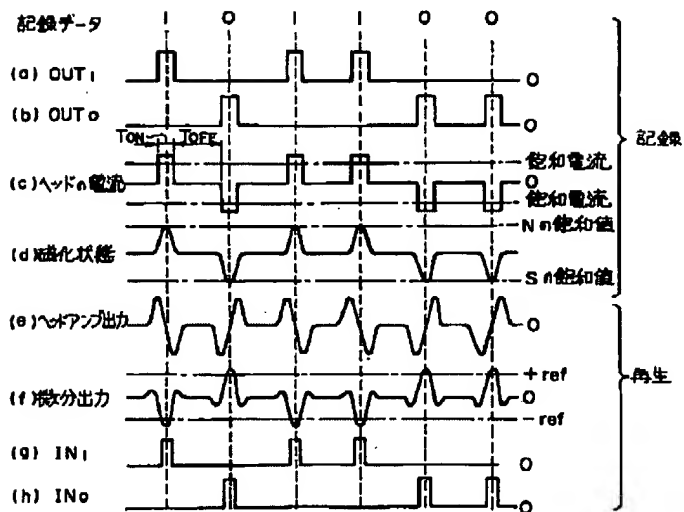 記録データ 1 0 1 1 0 0
(a) OUT1 0
(b) OUT0 0
TON TOFF
記録
飽和電流
(c) ヘッドの電流 0
飽和電流
Nの飽和値
(d) 磁化状態
Sの飽和値
(e) ヘッドアンプ出力 0
+ref
再生
(f) 微分出力 0
-ref
(g) IN1 0
(h) IN0 0